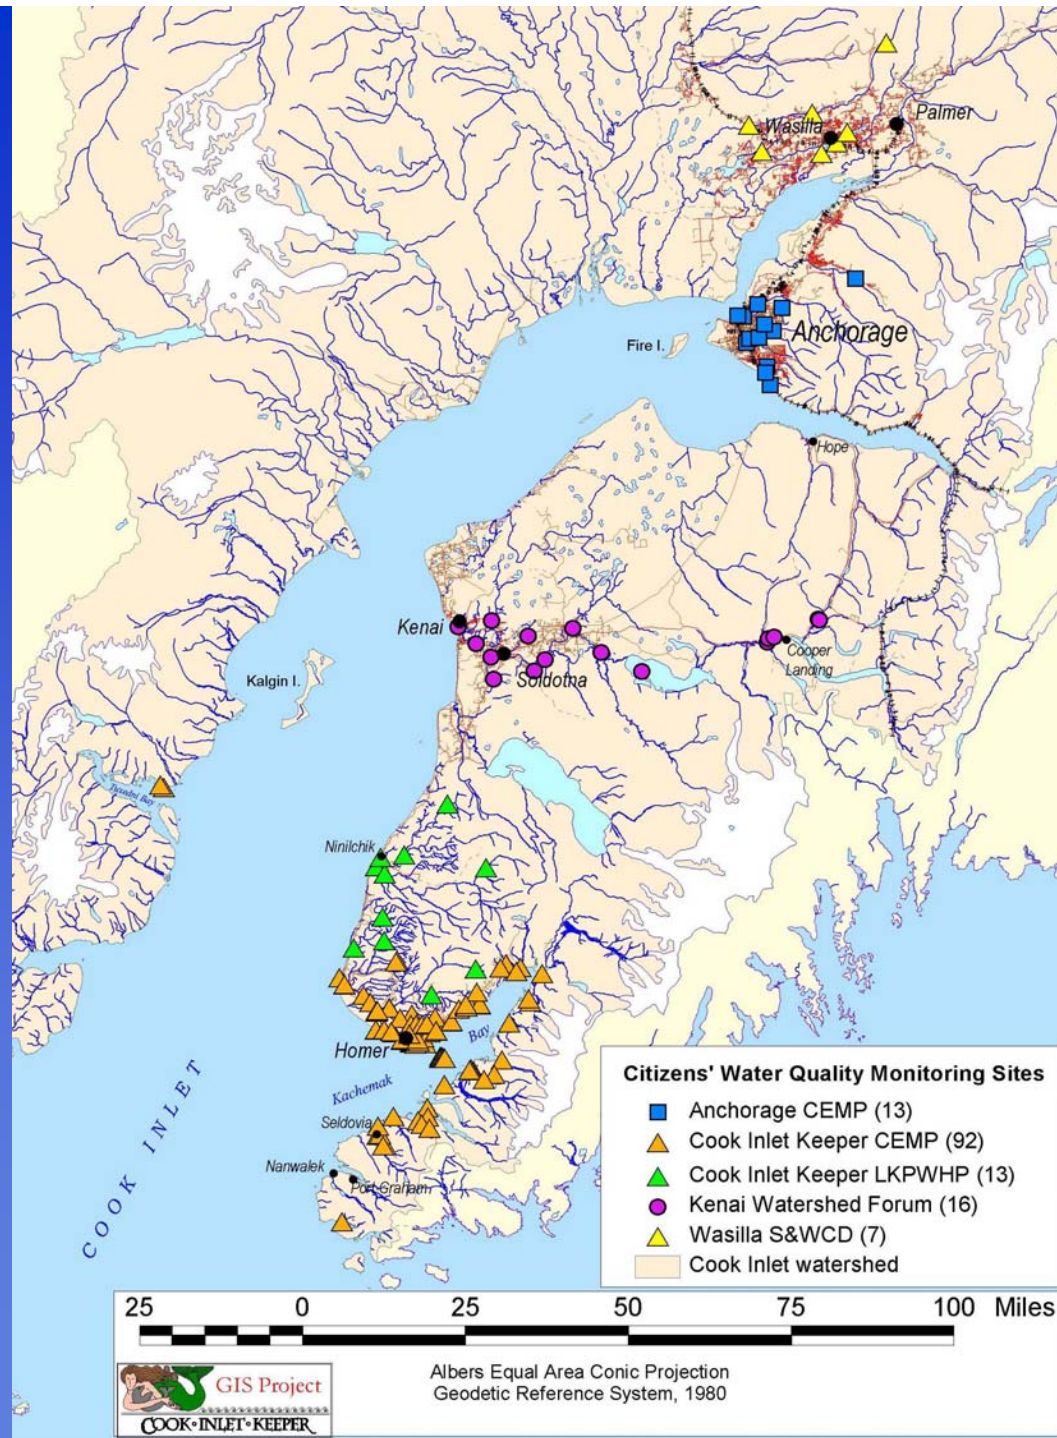 Palmer
Wasilla
Anchorage
Fire I.
Hope
Kenai
Soldotna
Cooper
Landing
Kalgin I.
Tuxedni Bay
Ninilchik
Homer
Bay
Kachemak
Seldovia
Nanwalek
Port Graham
COOK INLET
Citizens' Water Quality Monitoring Sites
Anchorage CEMP (13)
Cook Inlet Keeper CEMP (92)
Cook Inlet Keeper LKPWHP (13)
Kenai Watershed Forum (16)
Wasilla S&WCD (7)
Cook Inlet watershed
25 0 25 50 75 100 Miles
Albers Equal Area Conic Projection
Geodetic Reference System, 1980
GIS Project
COOK•INLET•KEEPER